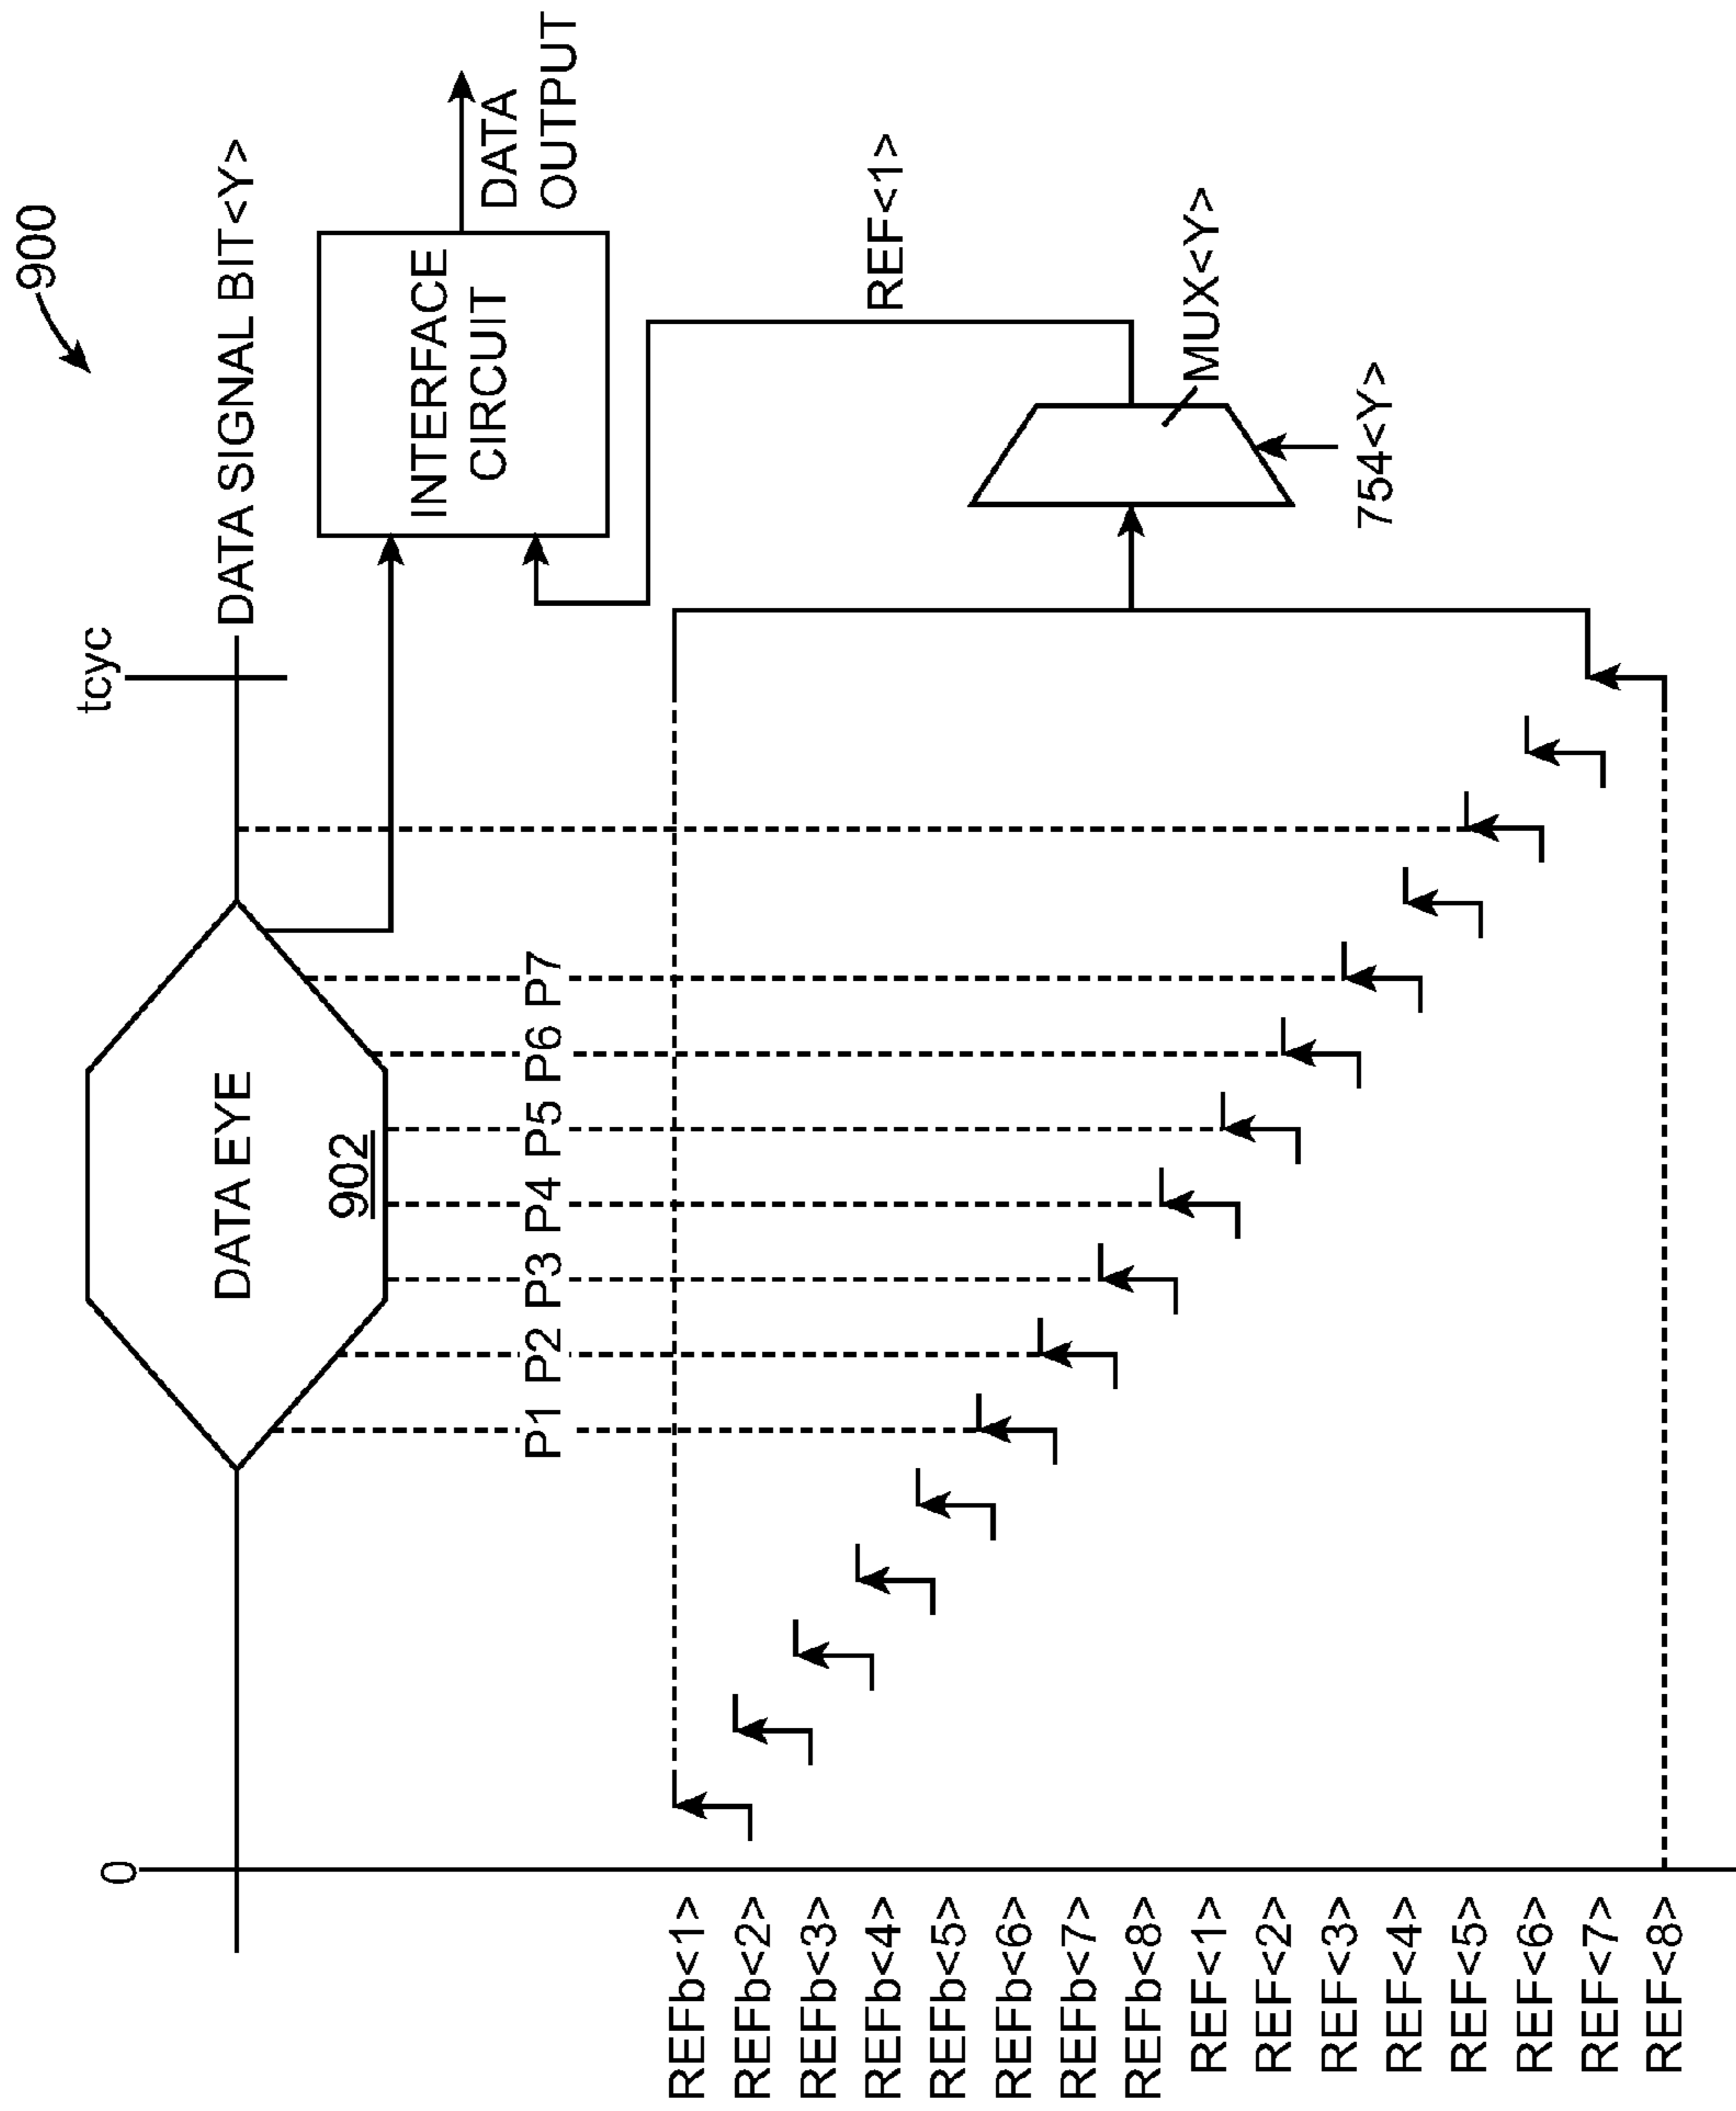 900
tcyc
0
DATA SIGNAL BIT<Y>
DATA EYE
902
INTERFACE
CIRCUIT
DATA
OUTPUT
P1
P2
P3
P4
P5
P6
P7
REF<1>
MUX<Y>
754<Y>
REFb<1>
REFb<2>
REFb<3>
REFb<4>
REFb<5>
REFb<6>
REFb<7>
REFb<8>
REF<1>
REF<2>
REF<3>
REF<4>
REF<5>
REF<6>
REF<7>
REF<8>